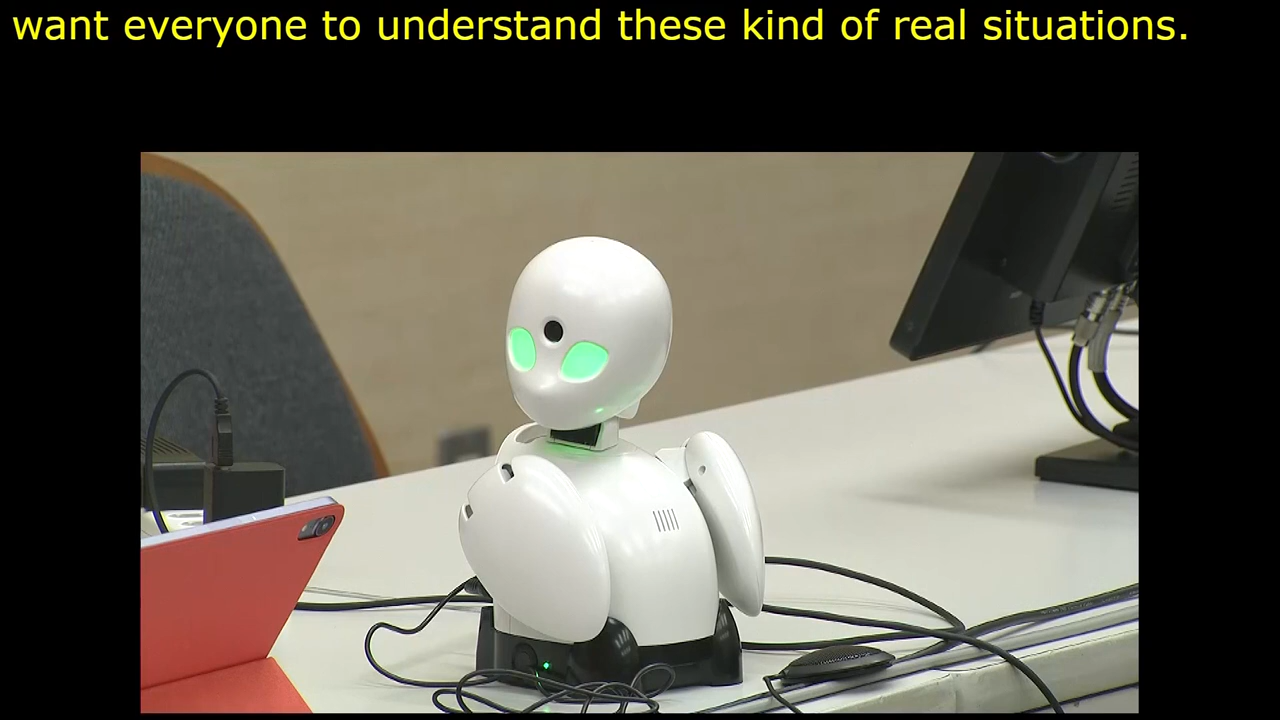 want everyone to understand these kind of real situations.